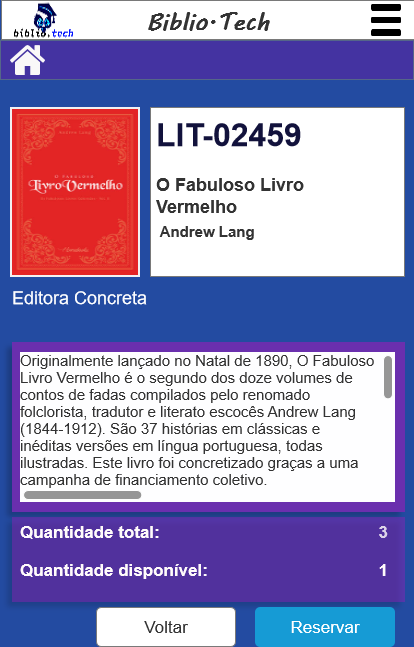 biblio.tech
Biblio·Tech
O FABULOSO
Livro Vermelho
LIT-02459
O Fabuloso Livro
Vermelho
Andrew Lang
Editora Concreta
Originalmente lançado no Natal de 1890, O Fabuloso
Livro Vermelho é o segundo dos doze volumes de
contos de fadas compilados pelo renomado
folclorista, tradutor e literato escocês Andrew Lang
(1844-1912). São 37 histórias em clássicas e
inéditas versões em língua portuguesa, todas
ilustradas. Este livro foi concretizado graças a uma
campanha de financiamento coletivo.
Quantidade total: 3
Quantidade disponível: 1
Voltar
Reservar